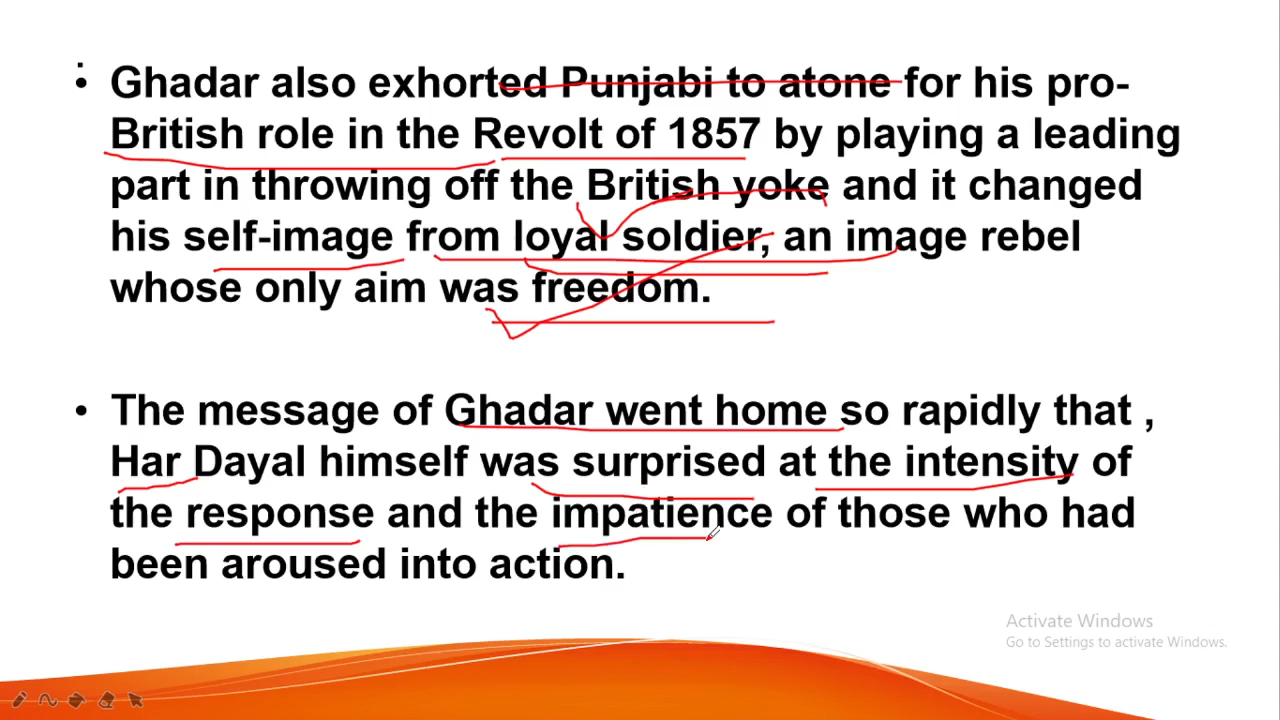 • Ghadar also exhorted Punjabi to atone for his pro-
British role in the Revolt of 1857 by playing a leading
part in throwing off the British yoke and it changed
his self-image from loyal soldier, an image rebel
whose only aim was freedom.
• The message of Ghadar went home so rapidly that ,
Har Dayal himself was surprised at the intensity of
the response and the impatience of those who had
been aroused into action.
Activate Windows
Go to Settings to activate Windows.